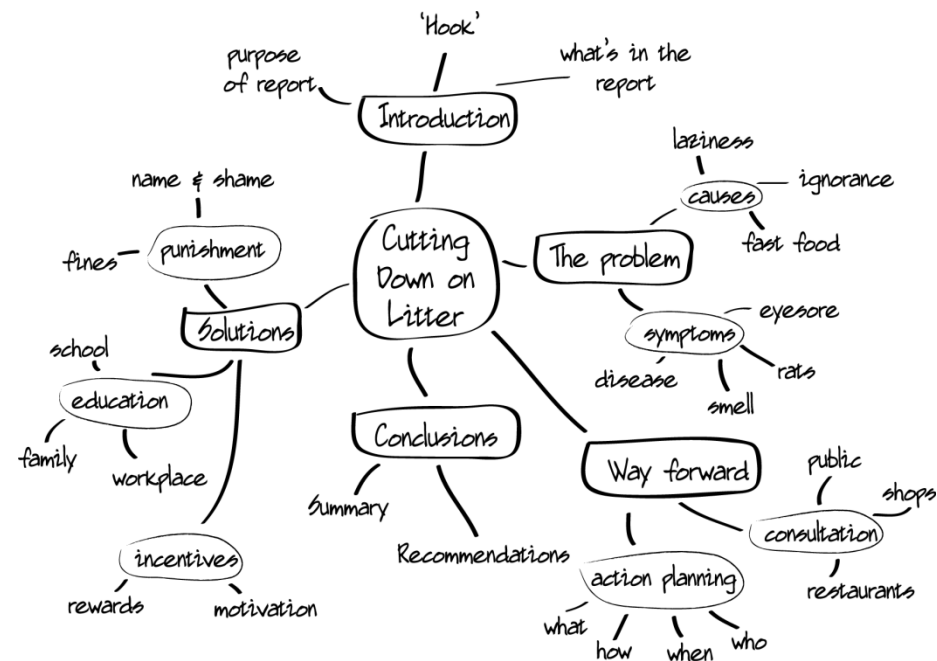 'Hook'
purpose
of report
what's in the
report
Introduction
laziness
ignorance
causes
fast food
name & shame
punishment
fines
Cutting
Down on
Litter
The problem
eyesore
symptoms
disease
rats
smell
Solutions
school
education
family
workplace
Conclusions
Summary
Recommendations
Way forward
public
shops
consultation
restaurants
incentives
rewards
motivation
action planning
what
how
when
who